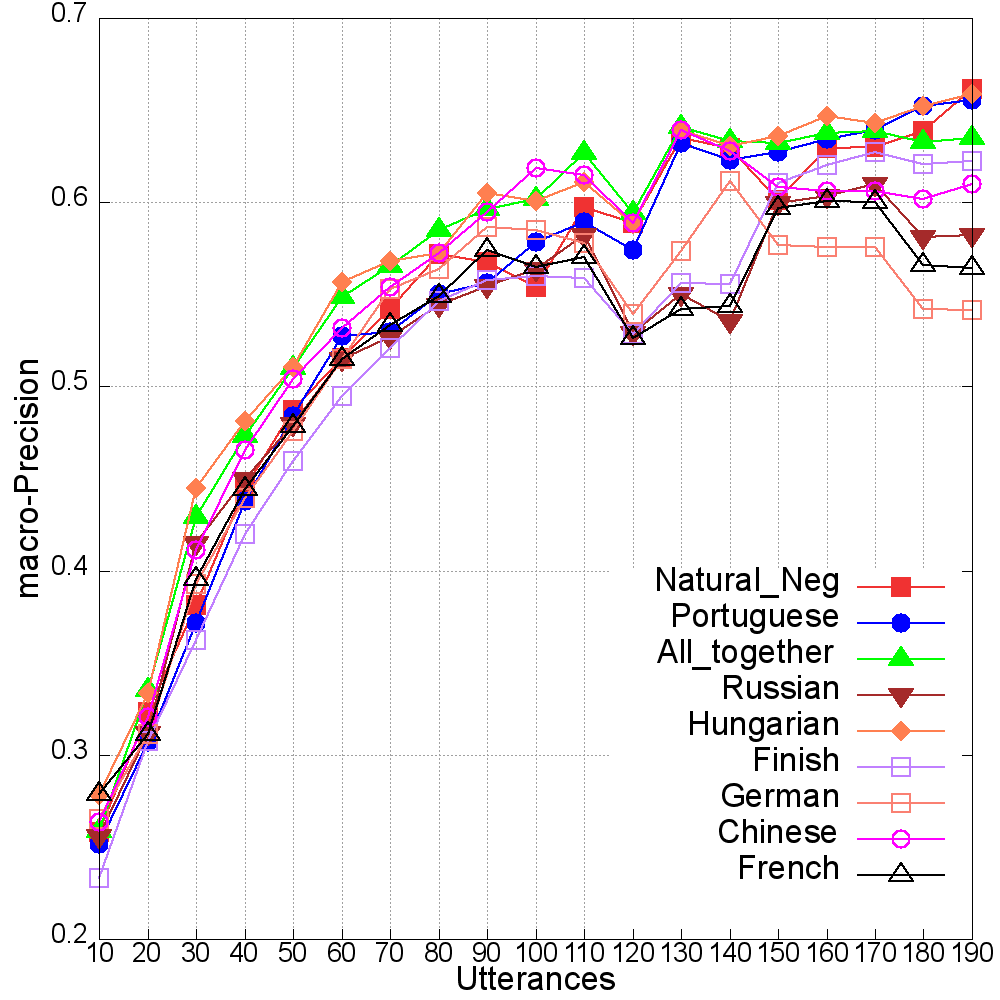 0.7
0.6
0.5
0.4
0.3
0.2
macro-Precision
Natural_Neg
Portuguese
All_together
Russian
Hungarian
Finish
German
Chinese
French
10 20 30 40 50 60 70 80 90 100 110 120 130 140 150 160 170 180 190
Utterances